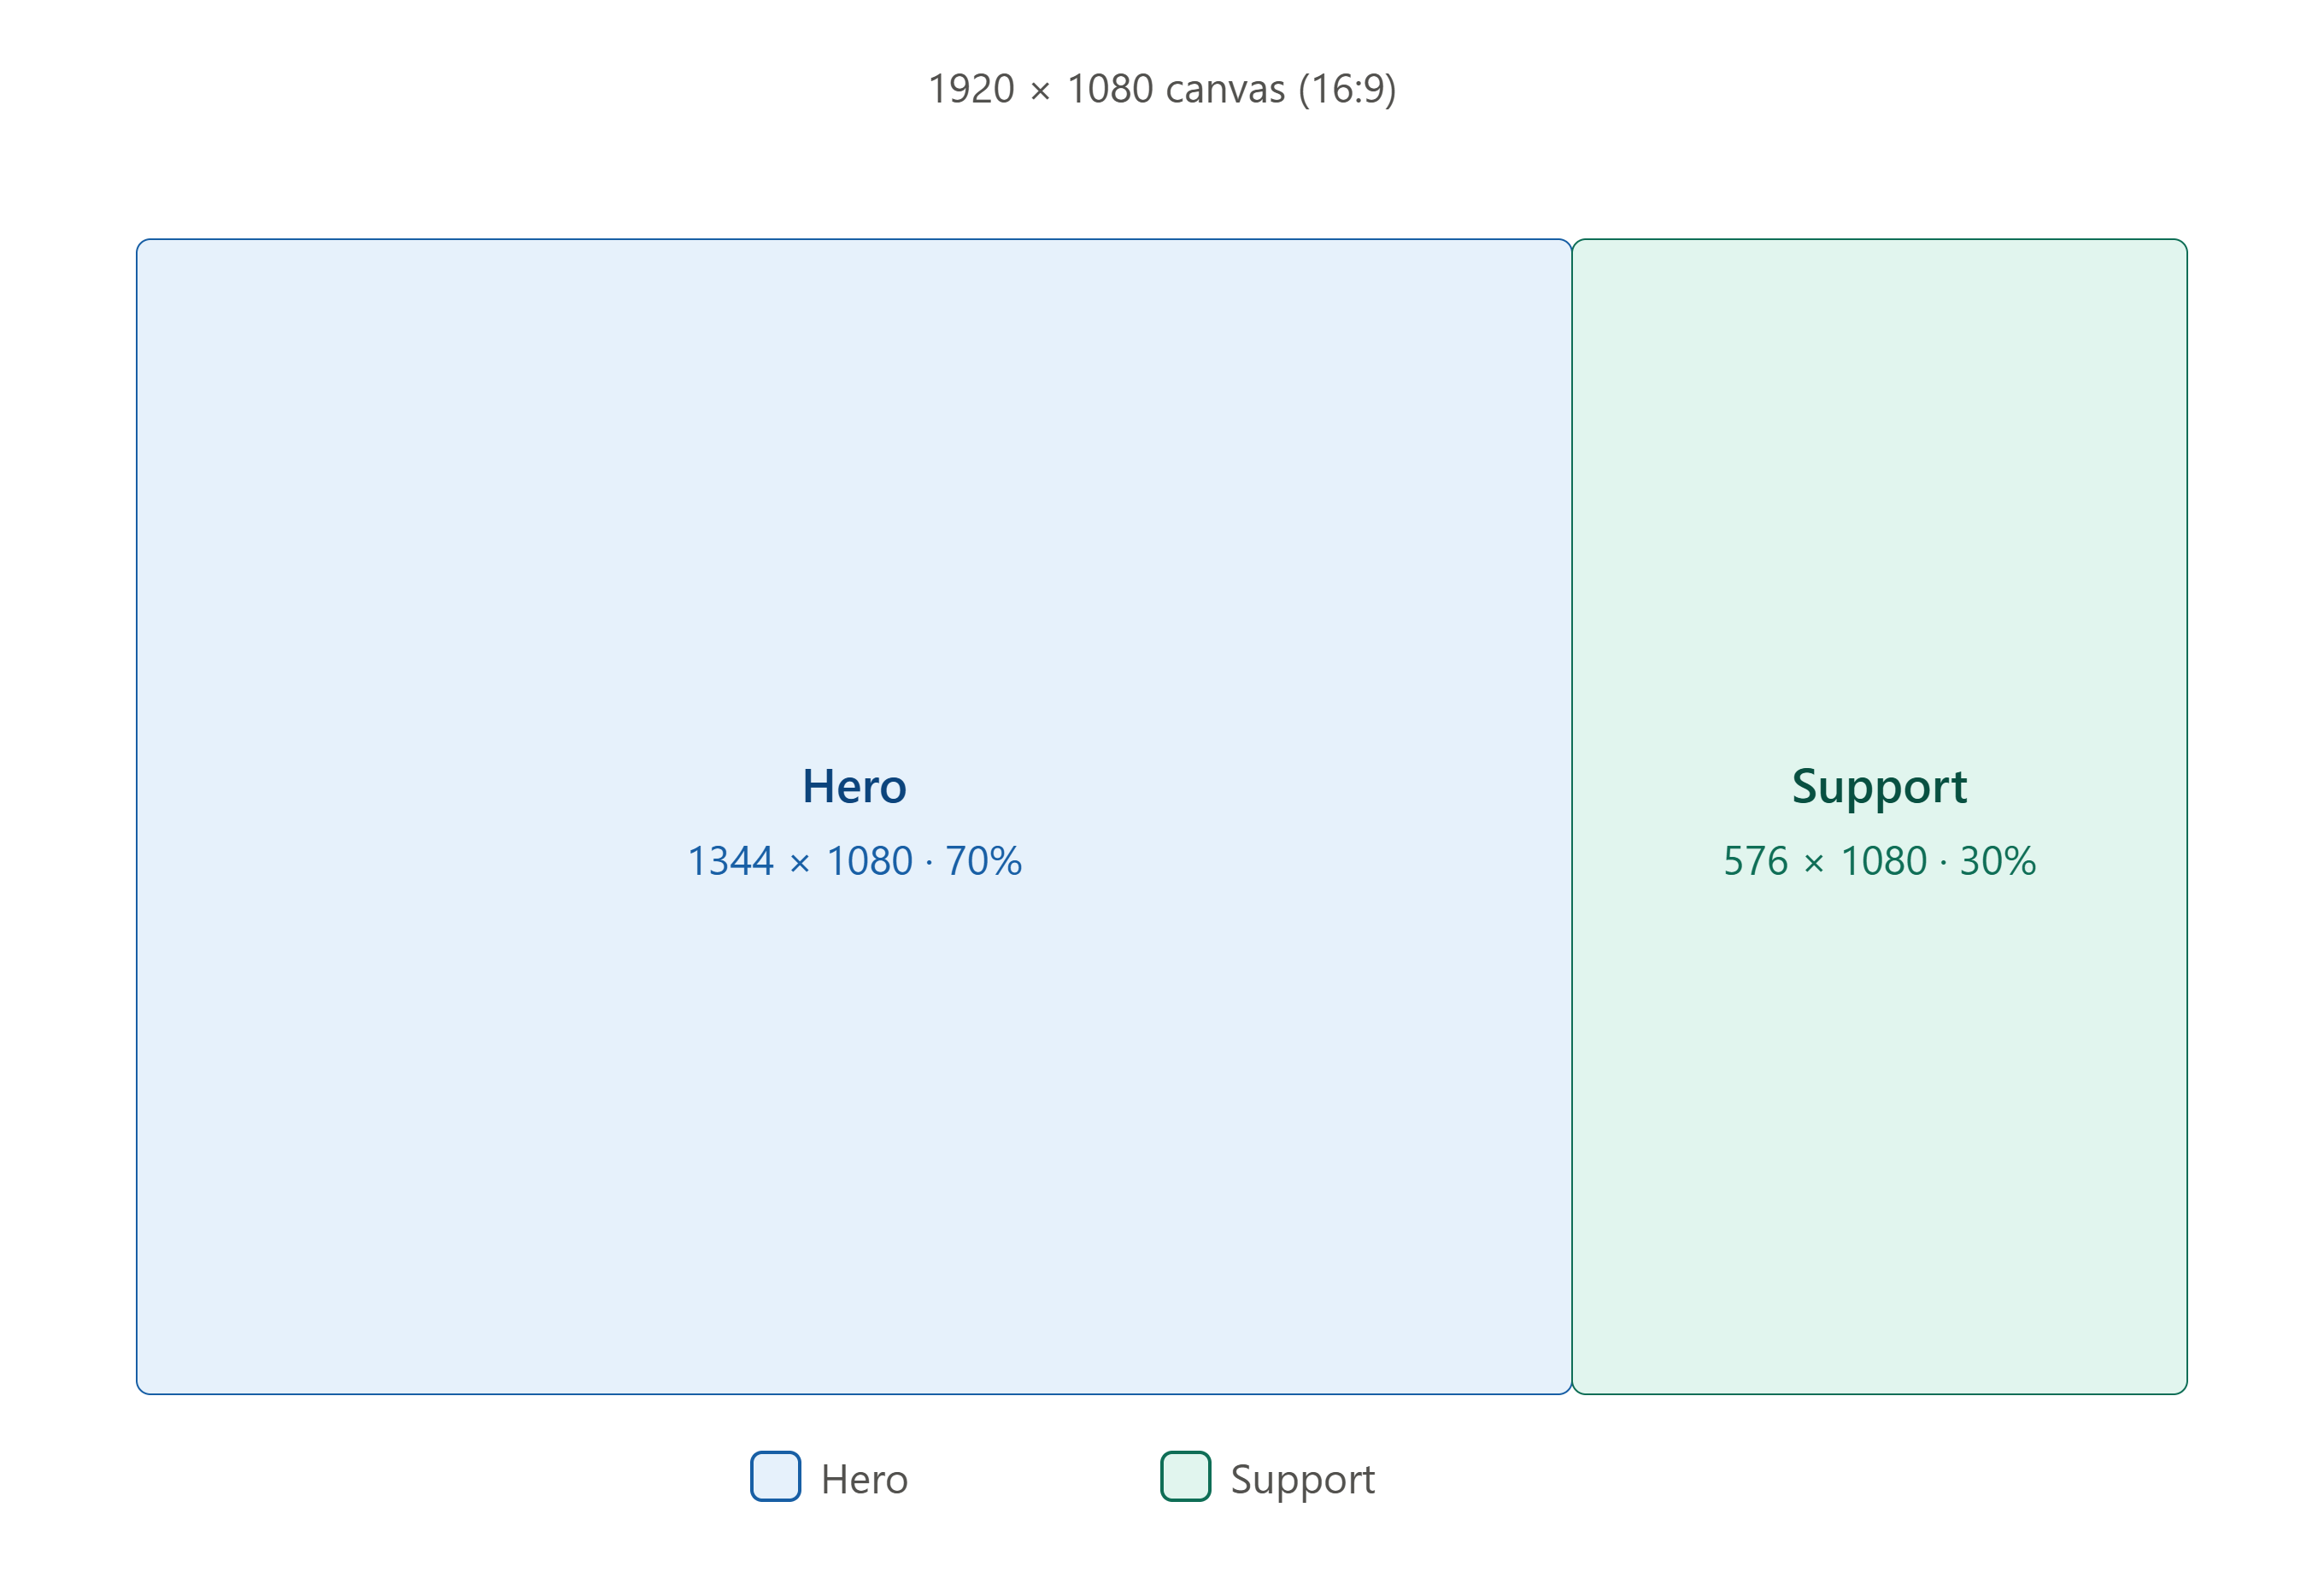 1920 × 1080 canvas (16:9)
Hero
1344 × 1080 · 70%
Support
576 × 1080 · 30%
Hero
Support